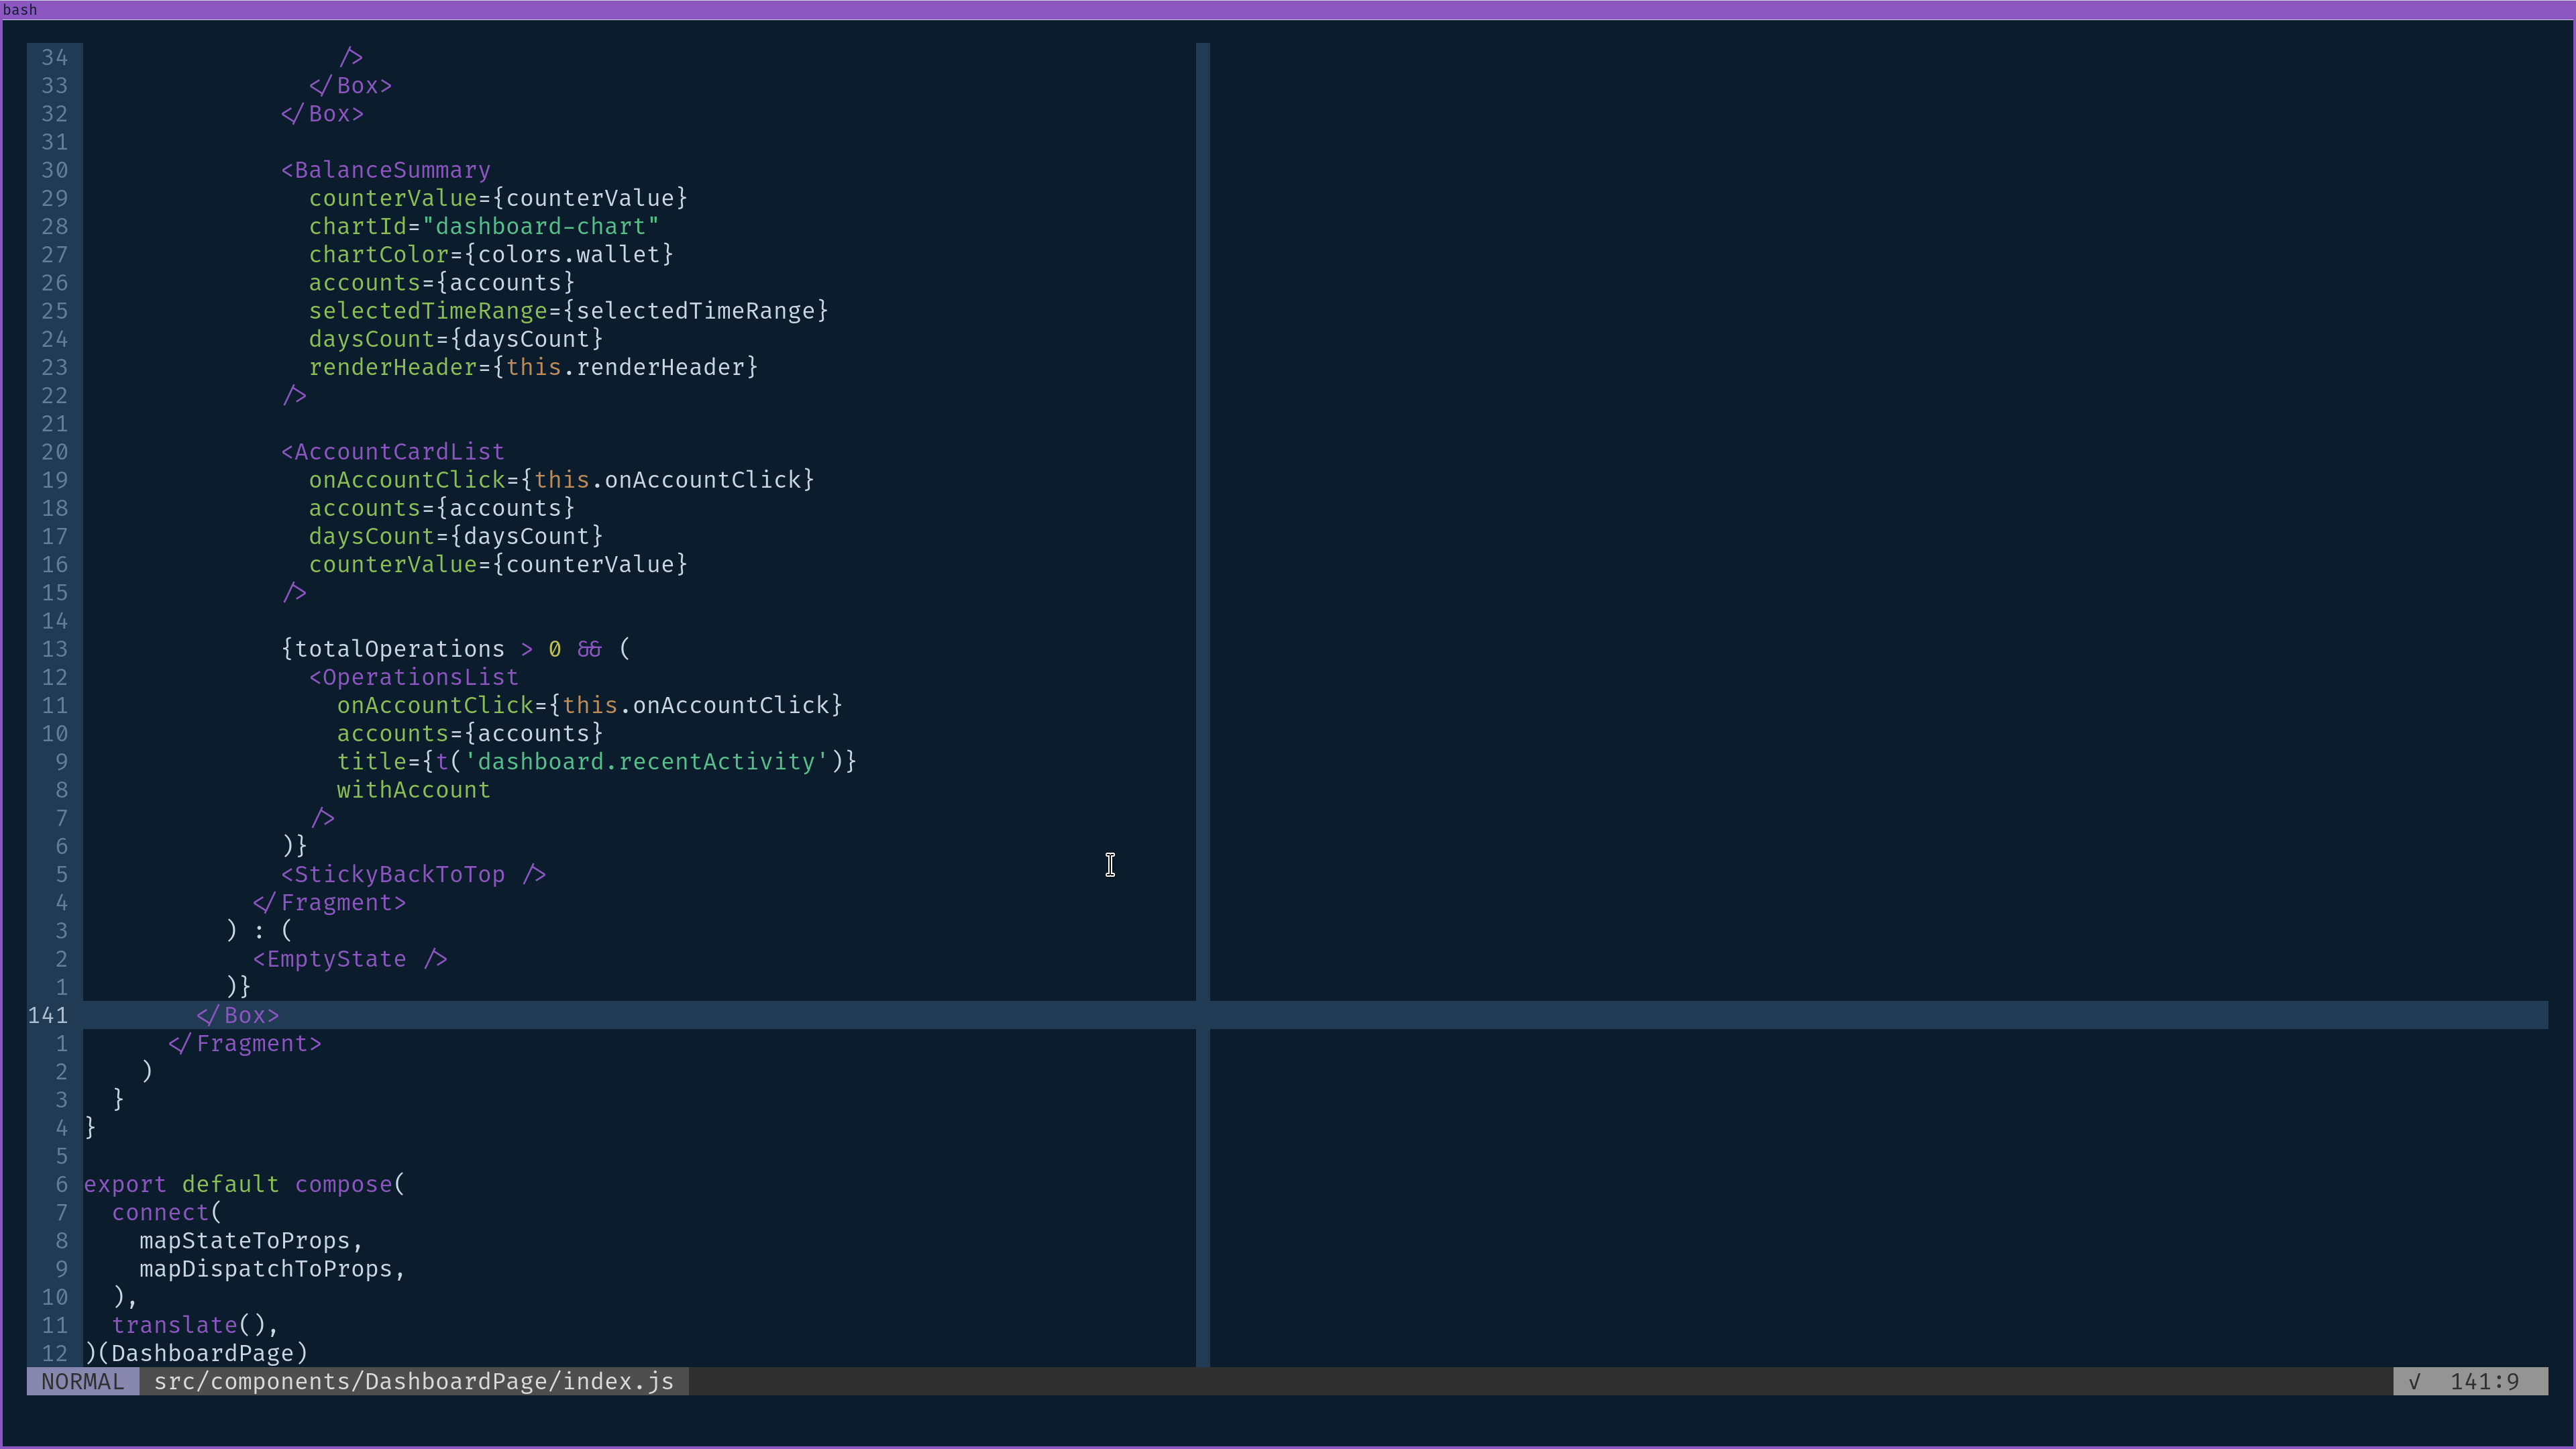 bash
34 />
33 </Box>
32 </Box>
31
30 <BalanceSummary
29 counterValue={counterValue}
28 chartId="dashboard-chart"
27 chartColor={colors.wallet}
26 accounts={accounts}
25 selectedTimeRange={selectedTimeRange}
24 daysCount={daysCount}
23 renderHeader={this.renderHeader}
22 />
21
20 <AccountCardList
19 onAccountClick={this.onAccountClick}
18 accounts={accounts}
17 daysCount={daysCount}
16 counterValue={counterValue}
15 />
14
13 {totalOperations > 0 && (
12 <OperationsList
11 onAccountClick={this.onAccountClick}
10 accounts={accounts}
9 title={t('dashboard.recentActivity')}
8 withAccount
7 />
6 )}
5 <StickyBackToTop />
4 </Fragment>
3 ) : (
2 <EmptyState />
1 )}
141 </Box>
1 </Fragment>
2 )
3 }
4 }
5
6 export default compose(
7 connect(
8 mapStateToProps,
9 mapDispatchToProps,
10 ),
11 translate(),
12 )(DashboardPage)
NORMAL src/components/DashboardPage/index.js √ 141:9